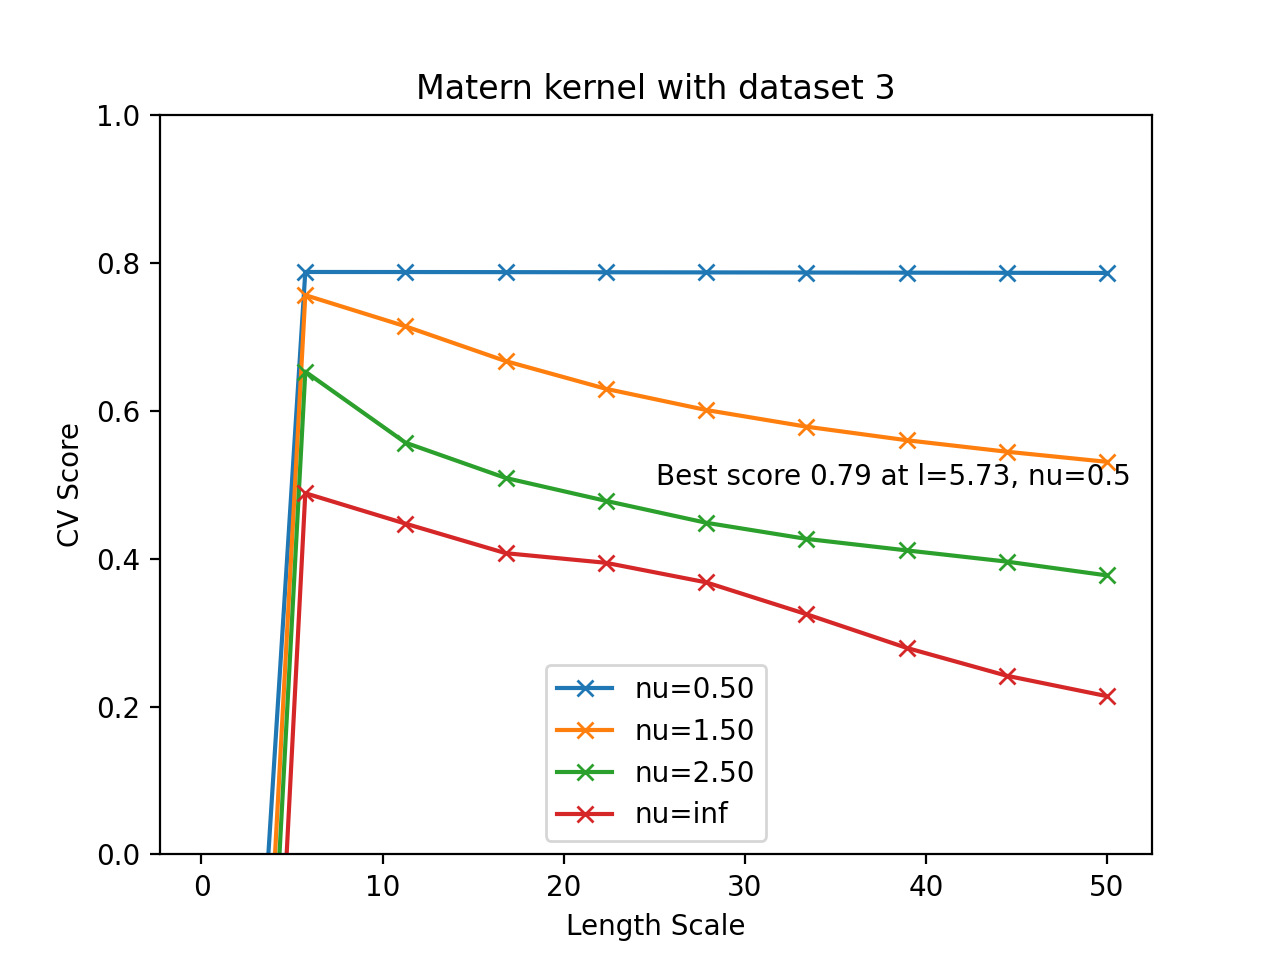 Matern kernel with dataset 3
1.0
0.8
0.6
0.4
0.2
0.0
CV Score
Best score 0.79 at l=5.73, nu=0.5
nu=0.50
nu=1.50
nu=2.50
nu=inf
0 10 20 30 40 50
Length Scale